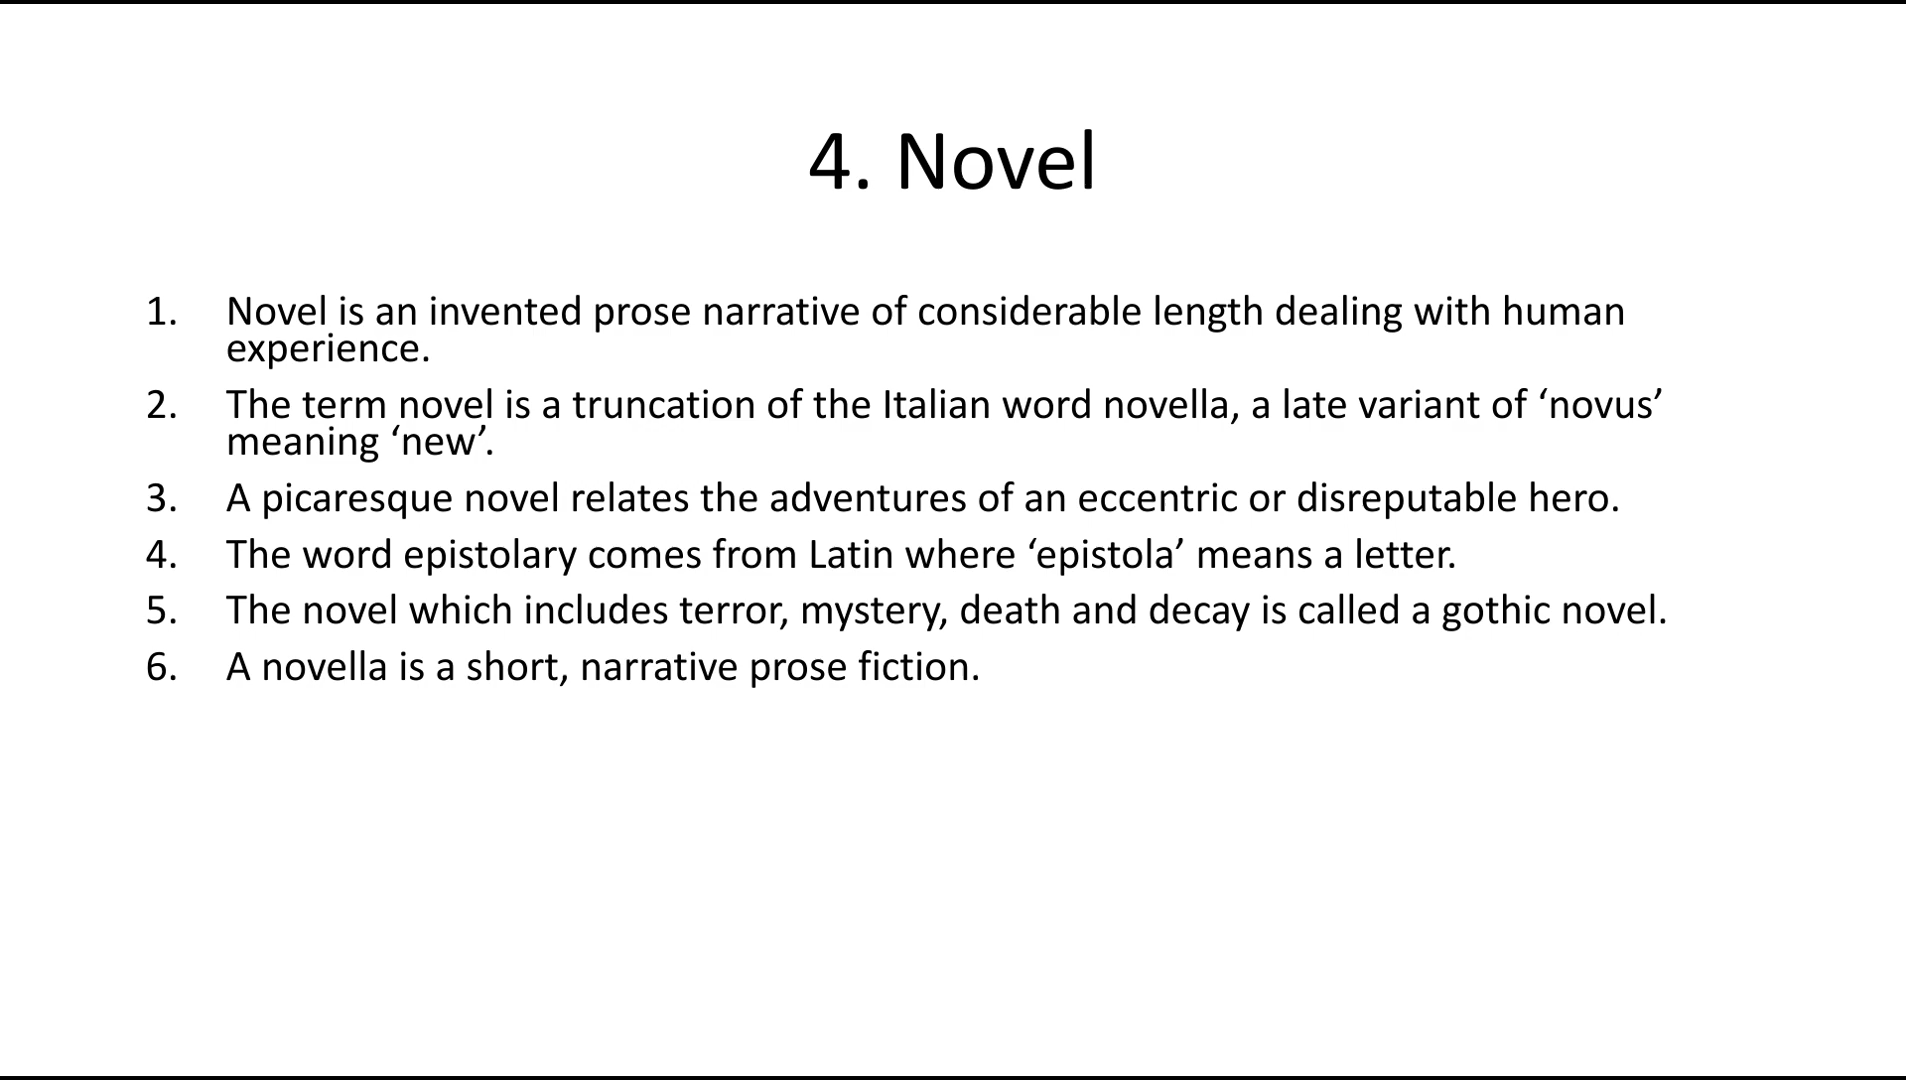 4. Novel
1. Novel is an invented prose narrative of considerable length dealing with human
experience.
2. The term novel is a truncation of the Italian word novella, a late variant of ‘novus’
meaning ‘new’.
3. A picaresque novel relates the adventures of an eccentric or disreputable hero.
4. The word epistolary comes from Latin where ‘epistola’ means a letter.
5. The novel which includes terror, mystery, death and decay is called a gothic novel.
6. A novella is a short, narrative prose fiction.